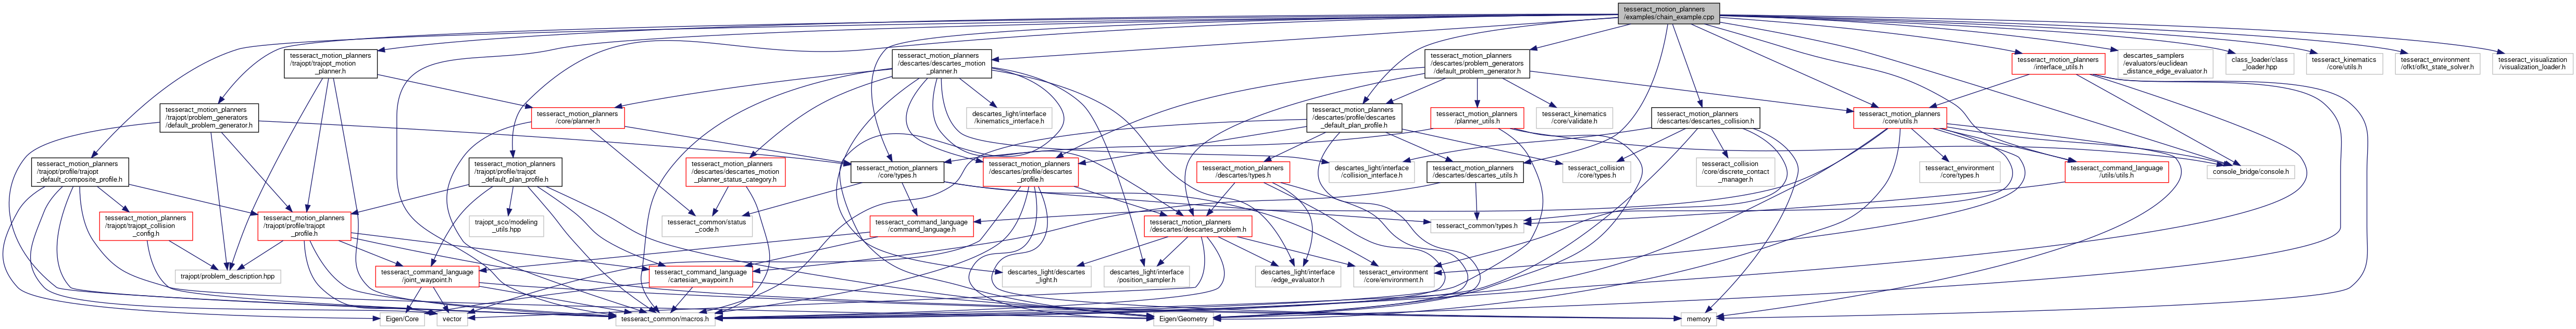 tesseract_motion_planners
/examples/chain_example.cpp
tesseract_motion_planners
/trajopt/trajopt_motion
_planner.h
tesseract_motion_planners
/descartes/descartes_motion
_planner.h
tesseract_motion_planners
/descartes/problem_generators
/default_problem_generator.h
tesseract_motion_planners
/interface_utils.h
descartes_samplers
/evaluators/euclidean
_distance_edge_evaluator.h
class_loader/class
_loader.hpp
tesseract_kinematics
/core/utils.h
tesseract_environment
/ofkt/ofkt_state_solver.h
tesseract_visualization
/visualization_loader.h
tesseract_motion_planners
/trajopt/problem_generators
/default_problem_generator.h
tesseract_motion_planners
/core/planner.h
descartes_light/interface
/kinematics_interface.h
tesseract_motion_planners
/descartes/profile/descartes
_default_plan_profile.h
tesseract_motion_planners
/planner_utils.h
tesseract_kinematics
/core/validate.h
tesseract_motion_planners
/descartes/descartes_collision.h
tesseract_motion_planners
/core/utils.h
tesseract_motion_planners
/trajopt/profile/trajopt
_default_composite_profile.h
tesseract_motion_planners
/trajopt/profile/trajopt
_default_plan_profile.h
tesseract_motion_planners
/descartes/descartes_motion
_planner_status_category.h
tesseract_motion_planners
/core/types.h
tesseract_motion_planners
/descartes/profile/descartes
_profile.h
tesseract_motion_planners
/descartes/types.h
descartes_light/interface
/collision_interface.h
tesseract_motion_planners
/descartes/descartes_utils.h
tesseract_collision
/core/types.h
tesseract_collision
/core/discrete_contact
_manager.h
tesseract_environment
/core/types.h
tesseract_command_language
/utils/utils.h
console_bridge/console.h
tesseract_motion_planners
/trajopt/trajopt_collision
_config.h
tesseract_motion_planners
/trajopt/profile/trajopt
_profile.h
trajopt_sco/modeling
_utils.hpp
tesseract_common/status
_code.h
tesseract_command_language
/command_language.h
tesseract_motion_planners
/descartes/descartes_problem.h
tesseract_common/types.h
trajopt/problem_description.hpp
tesseract_command_language
/joint_waypoint.h
tesseract_command_language
/cartesian_waypoint.h
descartes_light/descartes
_light.h
descartes_light/interface
/position_sampler.h
descartes_light/interface
/edge_evaluator.h
tesseract_environment
/core/environment.h
Eigen/Core
vector
tesseract_common/macros.h
Eigen/Geometry
memory